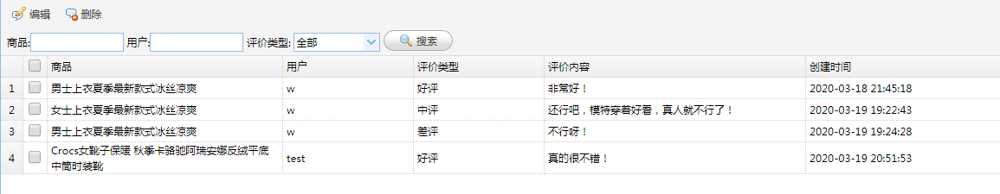 编辑 删除
商品: 用户: 评价类型: 全部 搜索
商品 用户 评价类型 评价内容 创建时间
1 男士上衣夏季最新款式冰丝凉爽 w 好评 非常好！ 2020-03-18 21:45:18
2 女士上衣夏季最新款式冰丝凉爽 w 中评 还行吧，模特穿着好看，真人就不行了！ 2020-03-19 19:22:43
3 男士上衣夏季最新款式冰丝凉爽 w 差评 不行呀！ 2020-03-19 19:24:28
4 Crocs女靴子保暖 秋季卡骆驰阿瑞安娜反绒平底 test 好评 真的很不错！ 2020-03-19 20:51:53
中筒时装靴